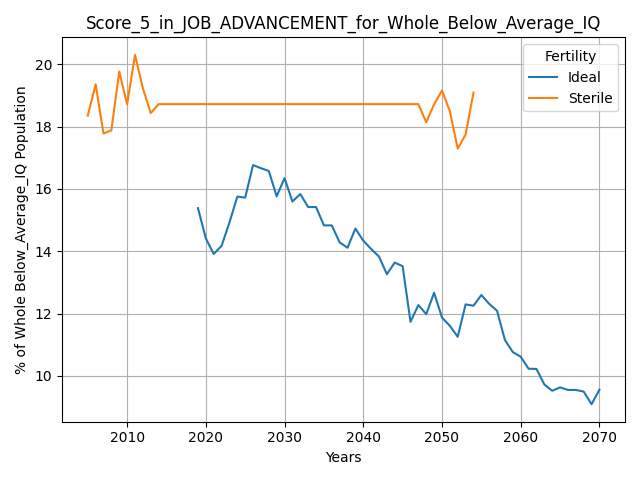 Score_5_in_JOB_ADVANCEMENT_for_Whole_Below_Average_IQ
% of Whole Below_Average_IQ Population
20
18
16
14
12
10
Fertility
Ideal
Sterile
2010 2020 2030 2040 2050 2060 2070
Years